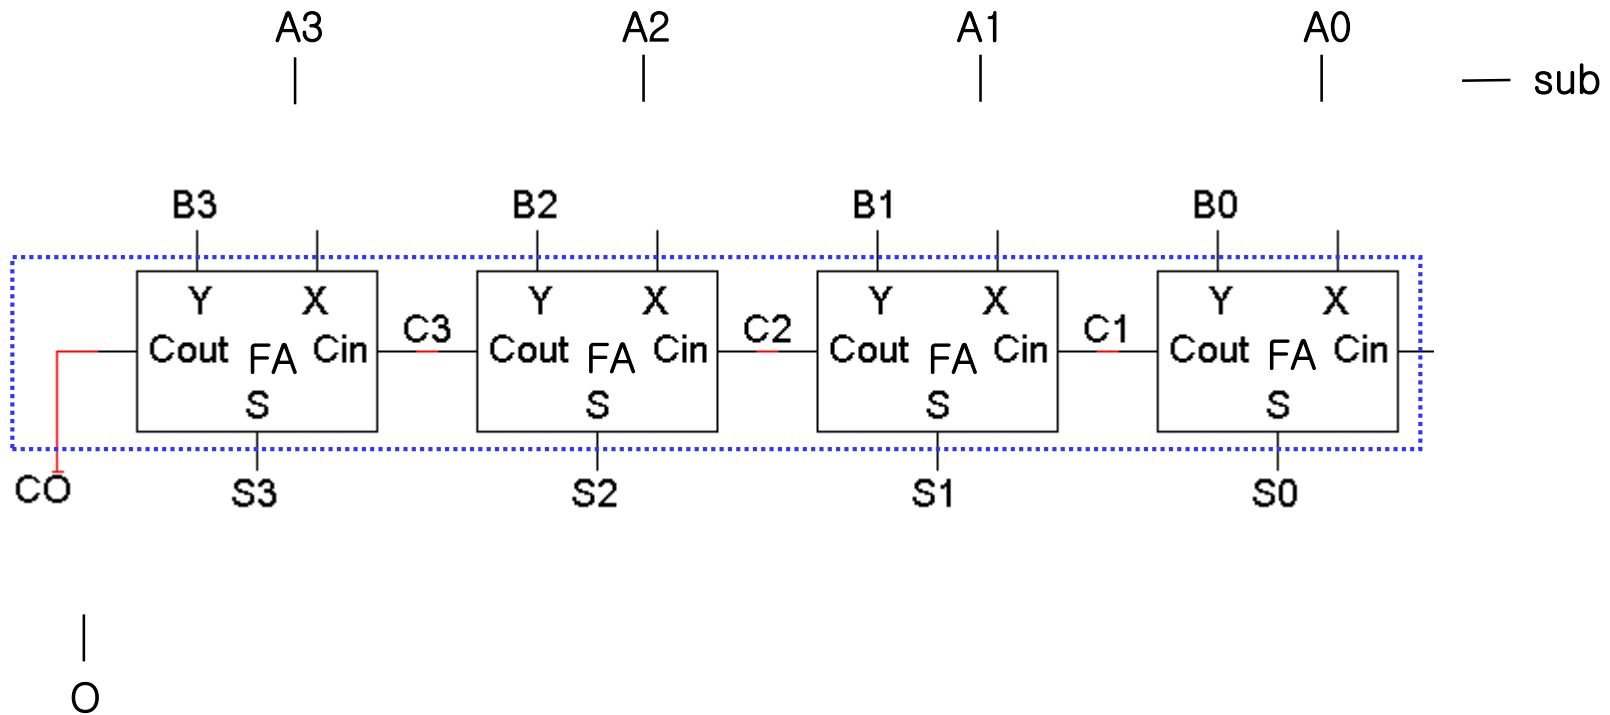 A3 A2 A1 A0
sub
B3 B2 B1 B0
Y X Y X Y X Y X
C3 C2 C1
Cout FA Cin Cout FA Cin Cout FA Cin Cout FA Cin
S S S S
CO S3 S2 S1 S0
O